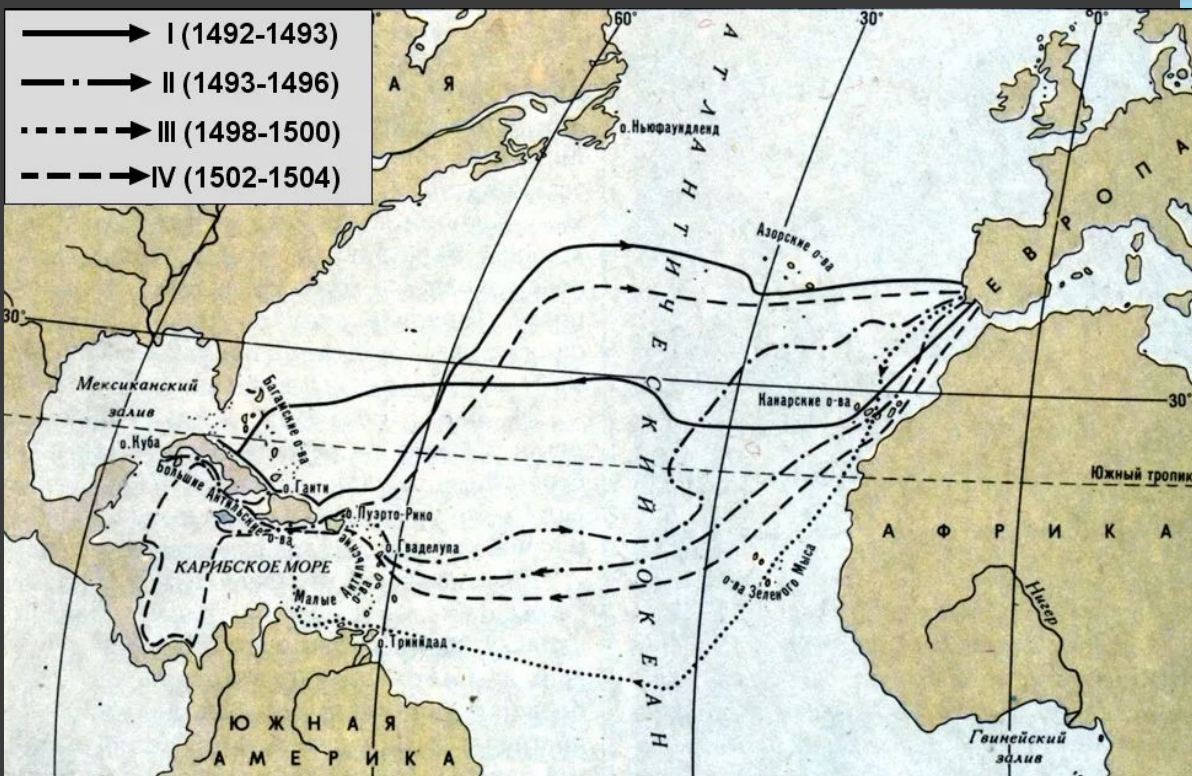 I (1492-1493)
II (1493-1496)
III (1498-1500)
IV (1502-1504)
60°
30°
0°
А Я
о.Ньюфаундленд
А Т Л А Н Т И Ч Е С К И Й О К Е А Н
Е В Р О П А
Азорские о-ва
30°
Мексиканский
залив
Багамские о-ва
Канарские о-ва
30°
о.Куба
Большие Антильские о-ва
о.Гаити
Южный тропик
о.Пуэрто-Рико
о.Гваделупа
А Ф Р И К А
КАРИБСКОЕ МОРЕ
Малые Антильские
о-ва
о-ва Зеленого Мыса
Нигер
о.Тринидад
Ю Ж Н А Я
А М Е Р И К А
Гвинейский
залив